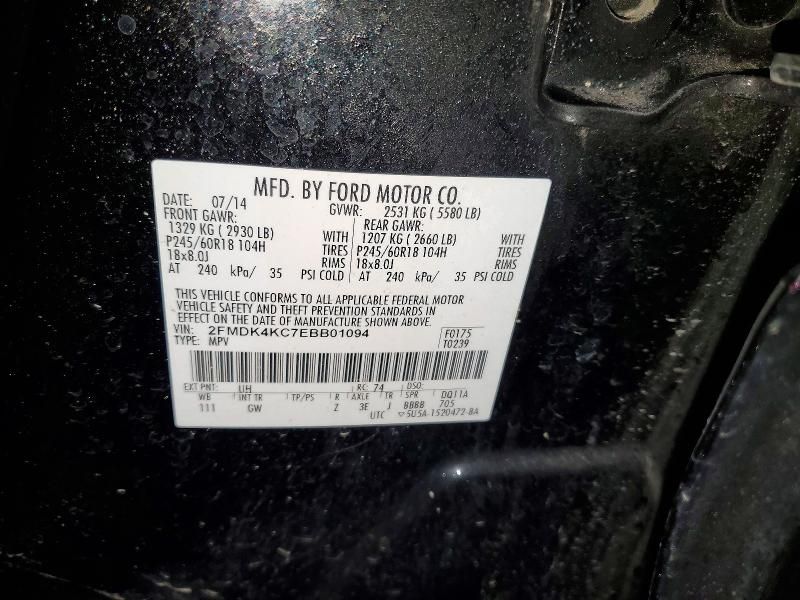 MFD. BY FORD MOTOR CO.
DATE: 07/14 GVWR: 2531 KG ( 5580 LB)
FRONT GAWR: REAR GAWR:
1329 KG ( 2930 LB) WITH 1207 KG ( 2660 LB) WITH
P245/60R18 104H TIRES P245/60R18 104H TIRES
18x8.0J RIMS 18x8.0J RIMS
AT 240 kPa/ 35 PSI COLD AT 240 kPa/ 35 PSI COLD
THIS VEHICLE CONFORMS TO ALL APPLICABLE FEDERAL MOTOR
VEHICLE SAFETY AND THEFT PREVENTION STANDARDS IN
EFFECT ON THE DATE OF MANUFACTURE SHOWN ABOVE.
VIN: 2FMDK4KC7EBB01094 F0175
TYPE: MPV T0239
EXT PNT: UH RC: 74 DSO:
WB INT TR TP/PS R AXLE TR SPR DQ11A
111 GW Z 3E J BBBB 705
UTC ▽5U5A-1520472-BA